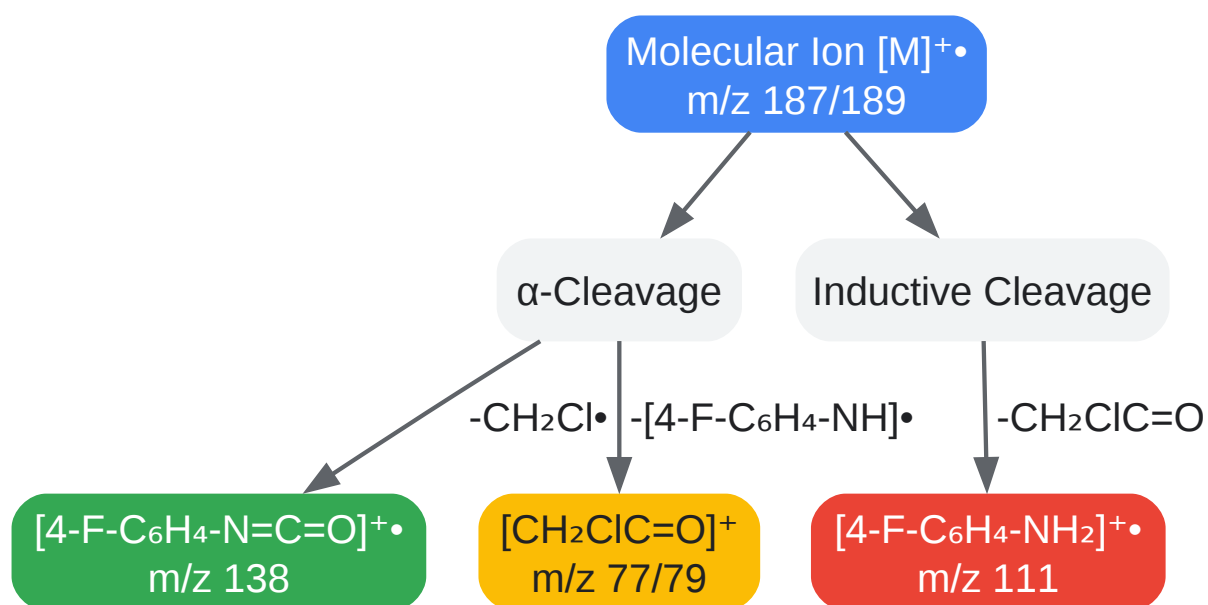 Molecular Ion [M]⁺•
m/z 187/189
α-Cleavage
Inductive Cleavage
-CH₂Cl•
-[4-F-C₆H₄-NH]•
-CH₂ClC=O
[4-F-C₆H₄-N=C=O]⁺•
m/z 138
[CH₂ClC=O]⁺
m/z 77/79
[4-F-C₆H₄-NH₂]⁺•
m/z 111